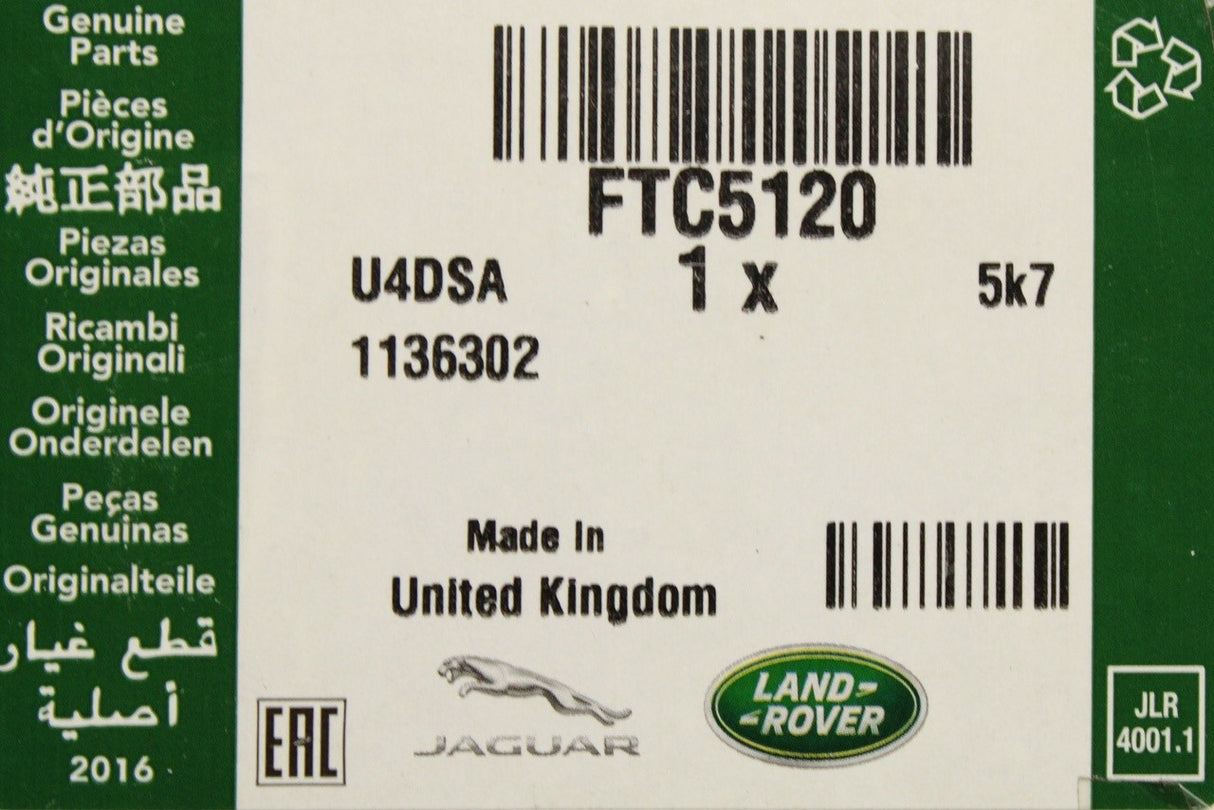 Genuine
Parts
Pièces
d'Origine
純正部品
Piezas
Originales
Ricambi
Originali
Originele
Onderdelen
Peças
Genuinas
Originalteile
قطع غيار
أصلية
2016
FTC5120
U4DSA 1 x 5k7
1136302
Made In
United Kingdom
EAC
JAGUAR
LAND-
-ROVER
JLR
4001.1